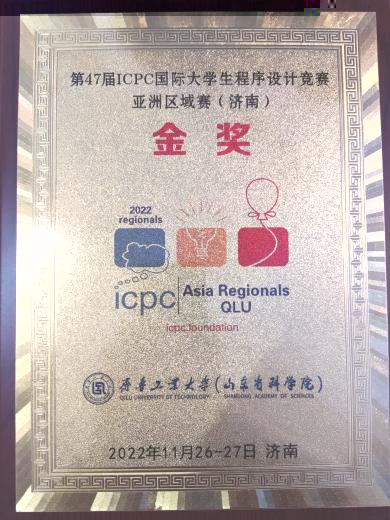 第47届ICPC国际大学生程序设计竞赛
亚洲区域赛（济南）
金奖
2022
regionals
icpc
Asia Regionals
QLU
icpc.foundation
齐鲁工业大学（山东省科学院）
QILU UNIVERSITY OF TECHNOLOGY SHANDONG ACADEMY OF SCIENCES
2022年11月26-27日 济南